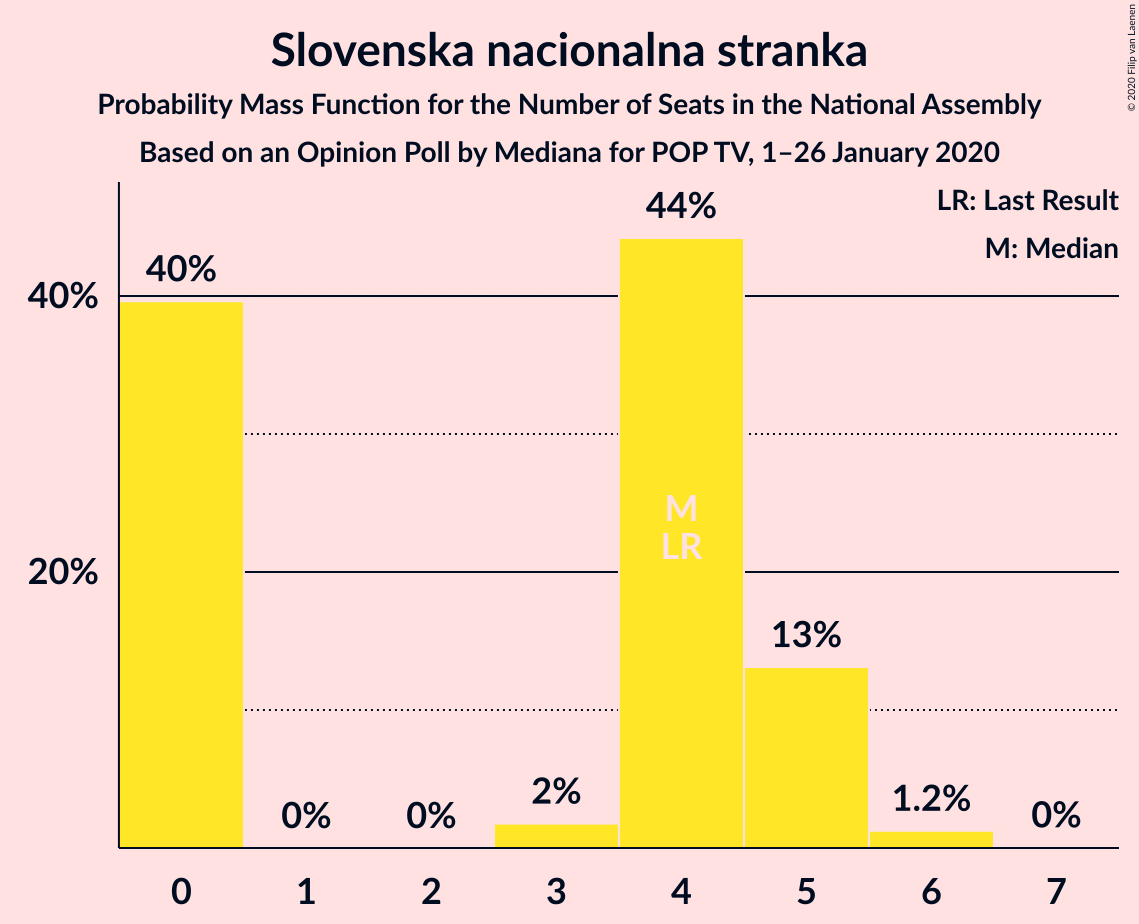 Slovenska nacionalna stranka
Probability Mass Function for the Number of Seats in the National Assembly
Based on an Opinion Poll by Mediana for POP TV, 1–26 January 2020
© 2020 Filip van Laenen
LR: Last Result
M: Median
44%
40%
40%
M
LR
20%
13%
2%
1.2%
0%
0%
0%
0 1 2 3 4 5 6 7